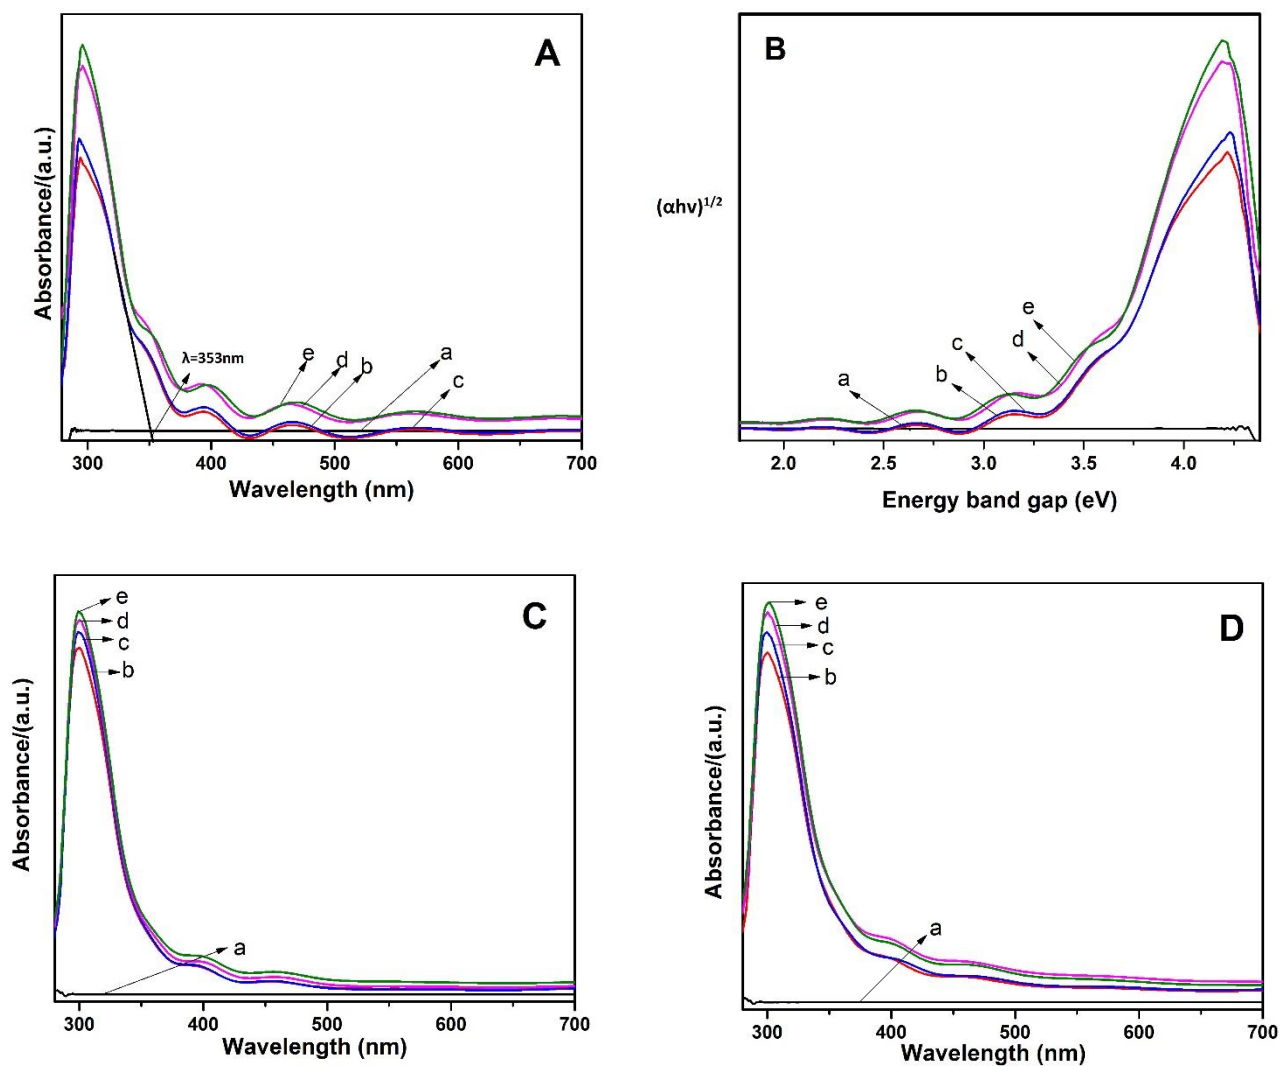 A
Absorbance/(a.u.)
λ=353nm
e
d
b
a
c
300
400
500
600
700
Wavelength (nm)
B
(αhv)1/2
e
c
d
a
b
2.0
2.5
3.0
3.5
4.0
Energy band gap (eV)
C
Absorbance/(a.u.)
e
d
c
b
a
300
400
500
600
700
Wavelength (nm)
D
Absorbance/(a.u.)
e
d
c
b
a
300
400
500
600
700
Wavelength (nm)